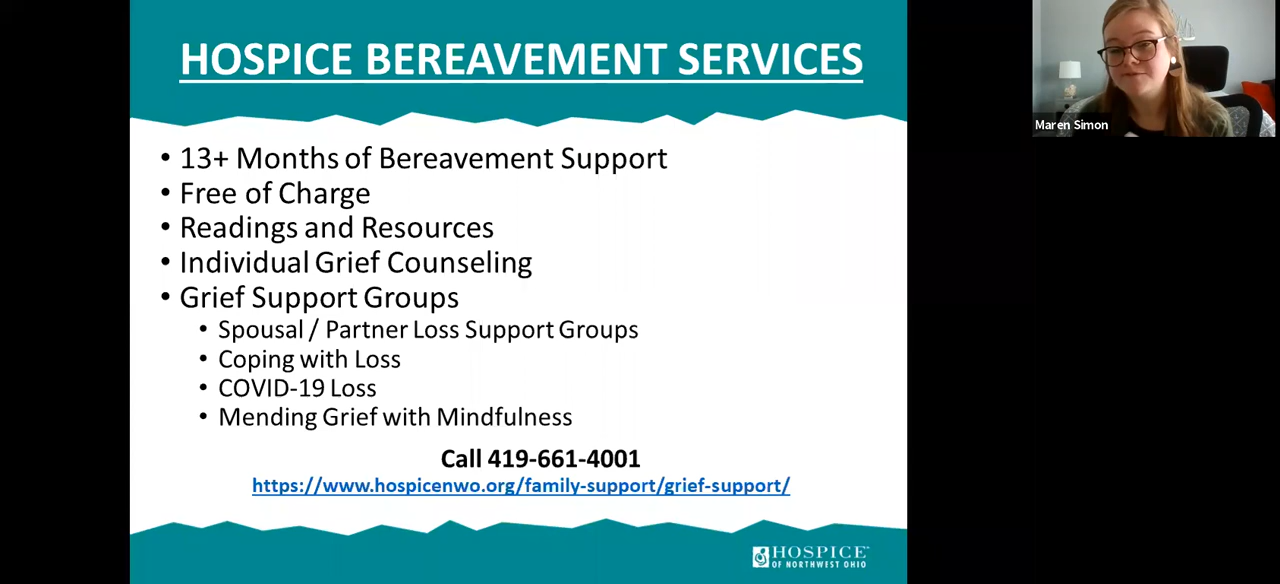 HOSPICE BEREAVEMENT SERVICES
• 13+ Months of Bereavement Support
• Free of Charge
• Readings and Resources
• Individual Grief Counseling
• Grief Support Groups
• Spousal / Partner Loss Support Groups
• Coping with Loss
• COVID-19 Loss
• Mending Grief with Mindfulness
Call 419-661-4001
https://www.hospicenwo.org/family-support/grief-support/
HOSPICE
OF NORTHWEST OHIO
Maren Simon